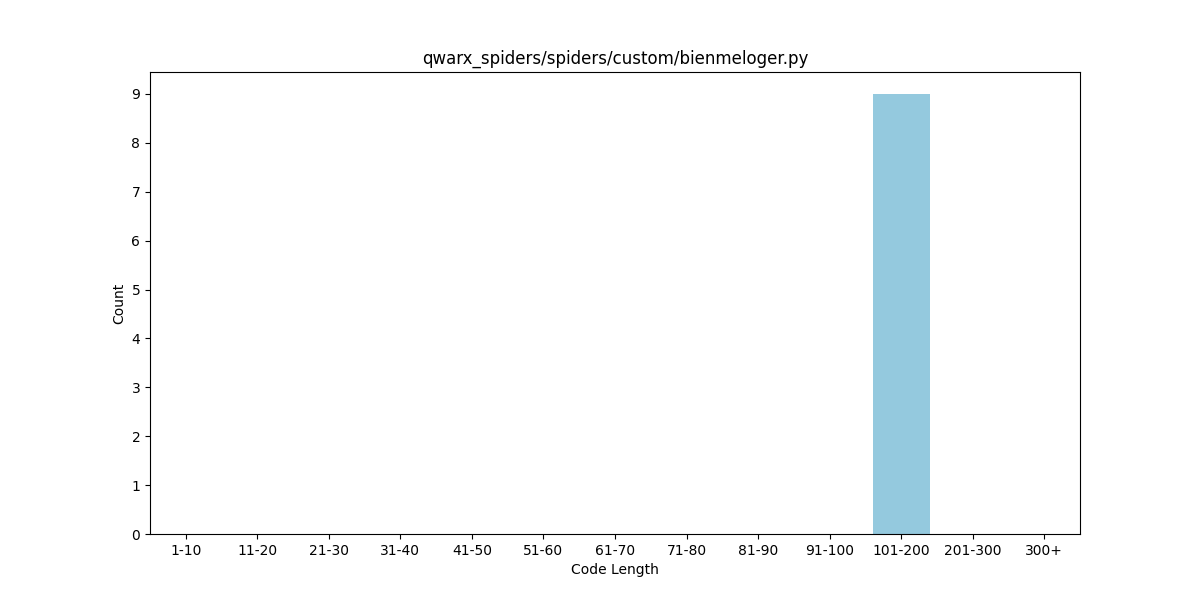 qwarx_spiders/spiders/custom/bienmeloger.py
9
8
7
6
5
4
3
2
1
0
Count
1-10 11-20 21-30 31-40 41-50 51-60 61-70 71-80 81-90 91-100 101-200 201-300 300+
Code Length